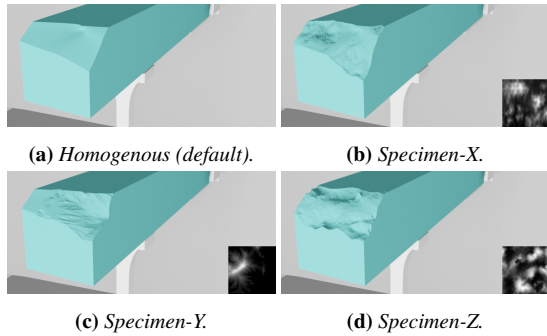 (a) Homogenous (default).
(b) Specimen-X.
(c) Specimen-Y.
(d) Specimen-Z.